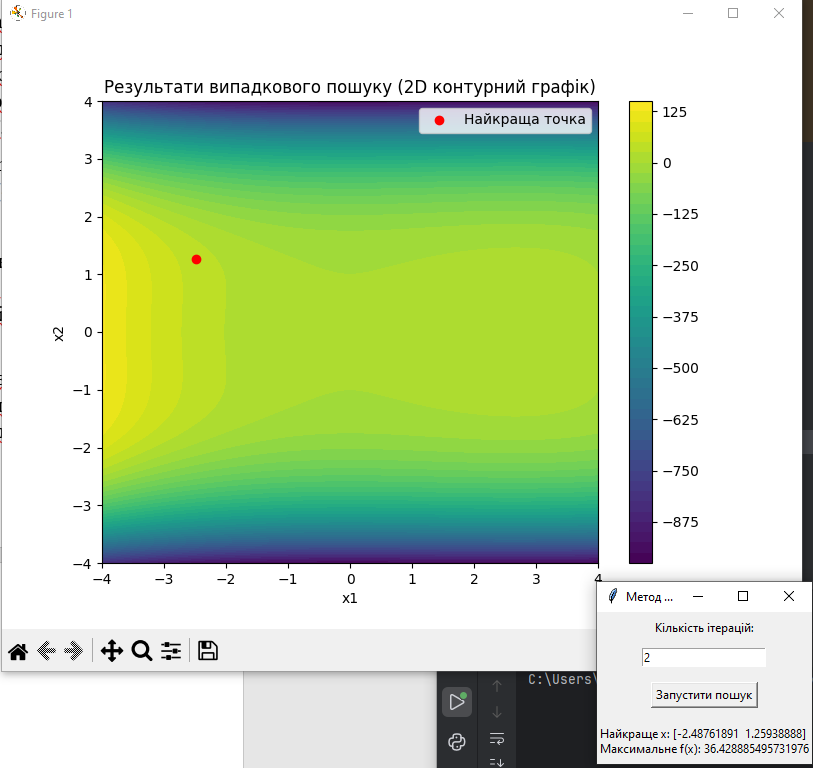 Figure 1
Результати випадкового пошуку (2D контурний графік)
Найкраща точка
4
3
2
1
0
−1
−2
−3
−4
x2
−4
−3
−2
−1
0
1
2
3
4
x1
125
0
−125
−250
−375
−500
−625
−750
−875
Метод ...
Кількість ітерацій:
2
Запустити пошук
Найкраще x: [-2.48761891 1.25938888]
Максимальне f(x): 36.428885495731976
C:\Users\